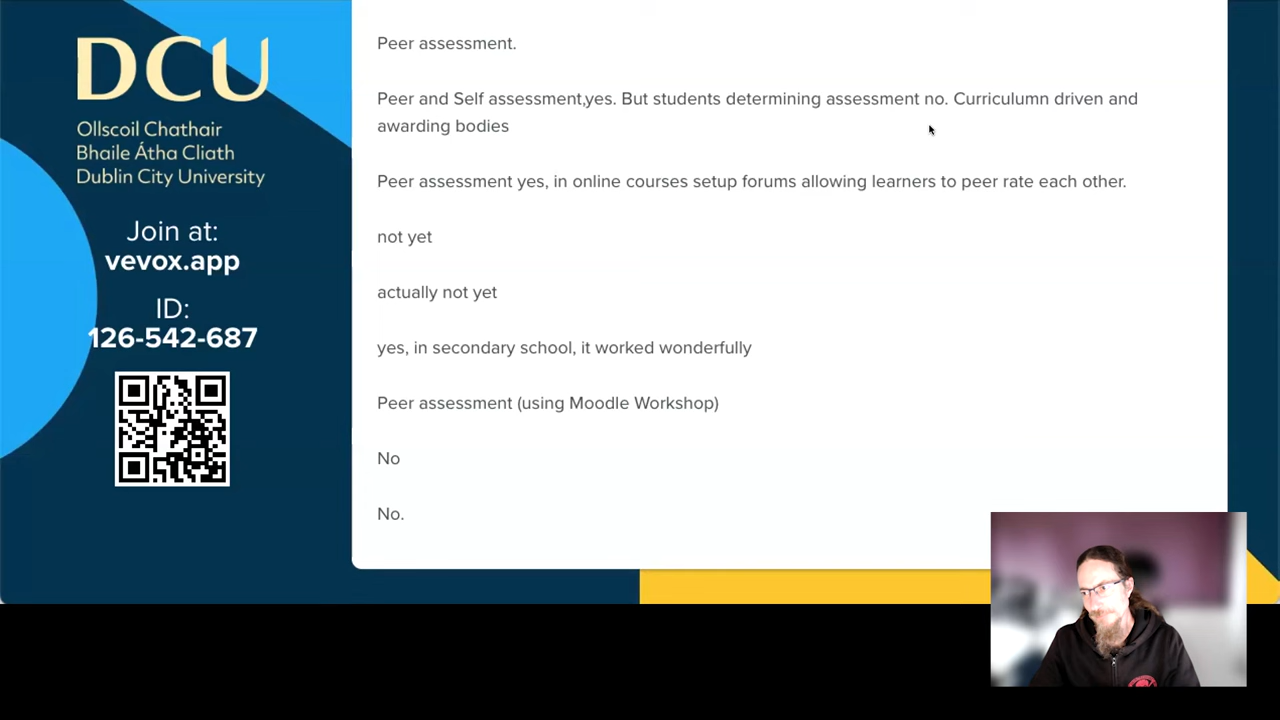 DCU
Ollscoil Chathair
Bhaile Átha Cliath
Dublin City University
Join at:
vevox.app
ID:
126-542-687
Peer assessment.
Peer and Self assessment,yes. But students determining assessment no. Curriculumn driven and
awarding bodies
Peer assessment yes, in online courses setup forums allowing learners to peer rate each other.
not yet
actually not yet
yes, in secondary school, it worked wonderfully
Peer assessment (using Moodle Workshop)
No
No.